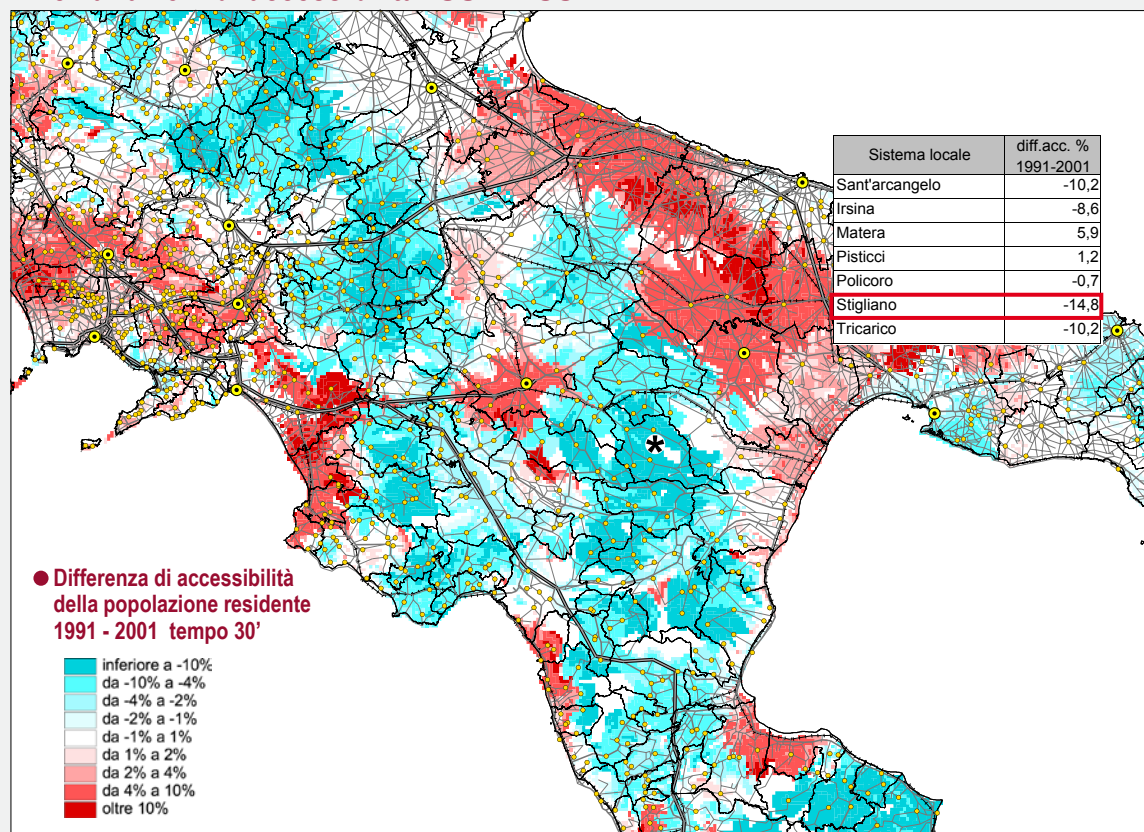 Sistema locale diff.acc. % 1991-2001
Sant'arcangelo -10,2
Irsina -8,6
Matera 5,9
Pisticci 1,2
Policoro -0,7
Stigliano -14,8
Tricarico -10,2
*
● Differenza di accessibilità
della popolazione residente
1991 - 2001 tempo 30'
inferiore a -10%
da -10% a -4%
da -4% a -2%
da -2% a -1%
da -1% a 1%
da 1% a 2%
da 2% a 4%
da 4% a 10%
oltre 10%